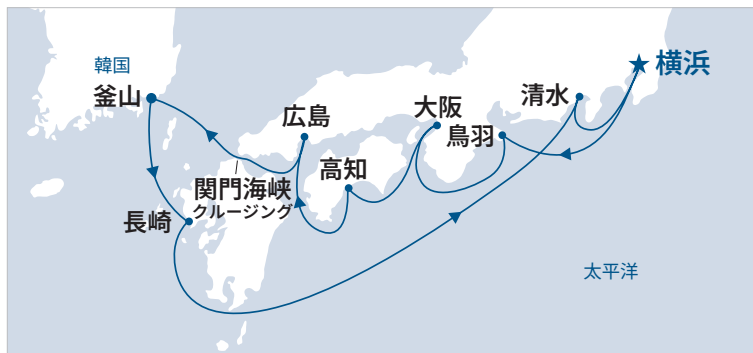 韓国
釜山
横浜
清水
大阪
広島
鳥羽
高知
関門海峡
クルージング
長崎
太平洋